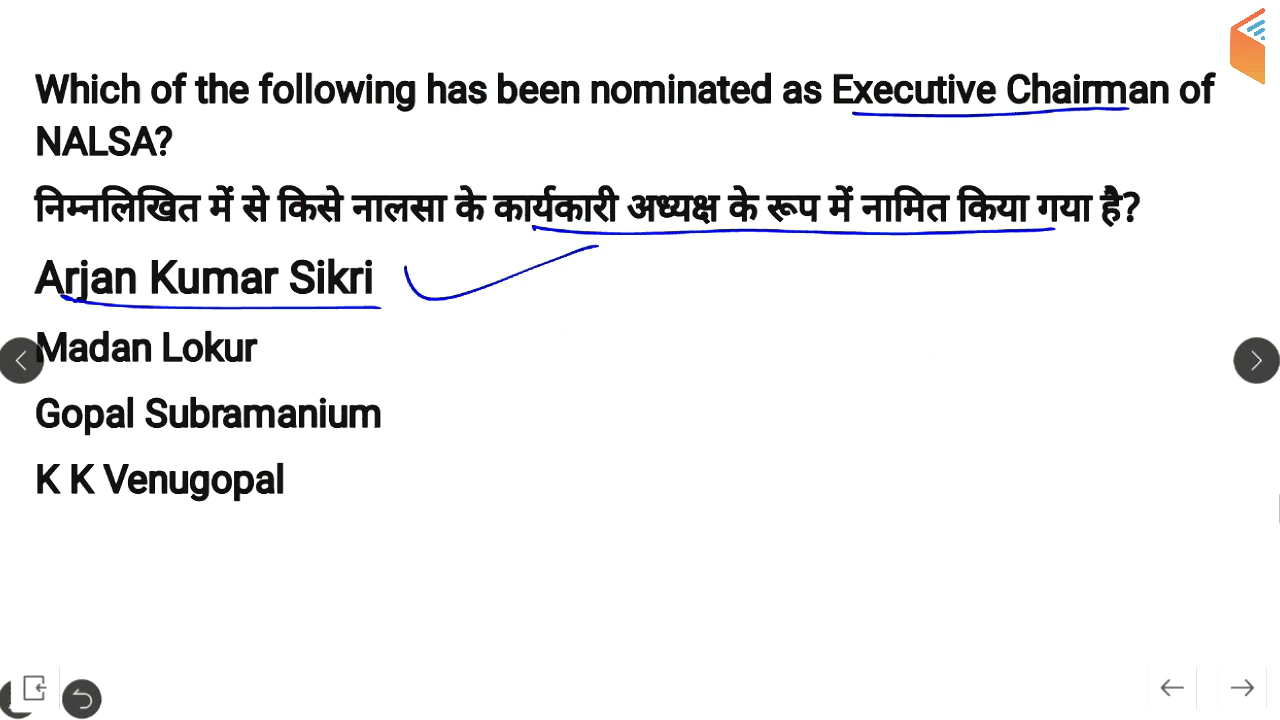 Which of the following has been nominated as Executive Chairman of
NALSA?
निम्नलिखित में से किसे नालसा के कार्यकारी अध्यक्ष के रूप में नामित किया गया है?
Arjan Kumar Sikri
Madan Lokur
Gopal Subramanium
K K Venugopal